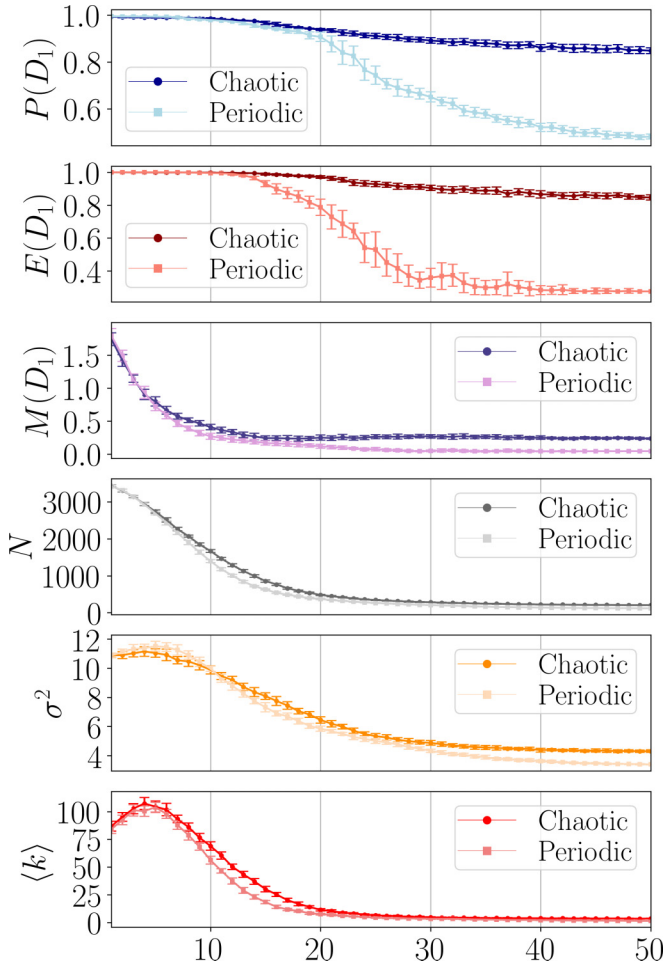 P(D₁)
1.0
0.8
0.6
Chaotic
Periodic
E(D₁)
1.0
0.8
0.6
0.4
Chaotic
Periodic
M(D₁)
1.5
1.0
0.5
0.0
Chaotic
Periodic
N
3000
2000
1000
0
Chaotic
Periodic
σ²
12
10
8
6
4
Chaotic
Periodic
⟨k⟩
100
75
50
25
0
Chaotic
Periodic
10 20 30 40 50